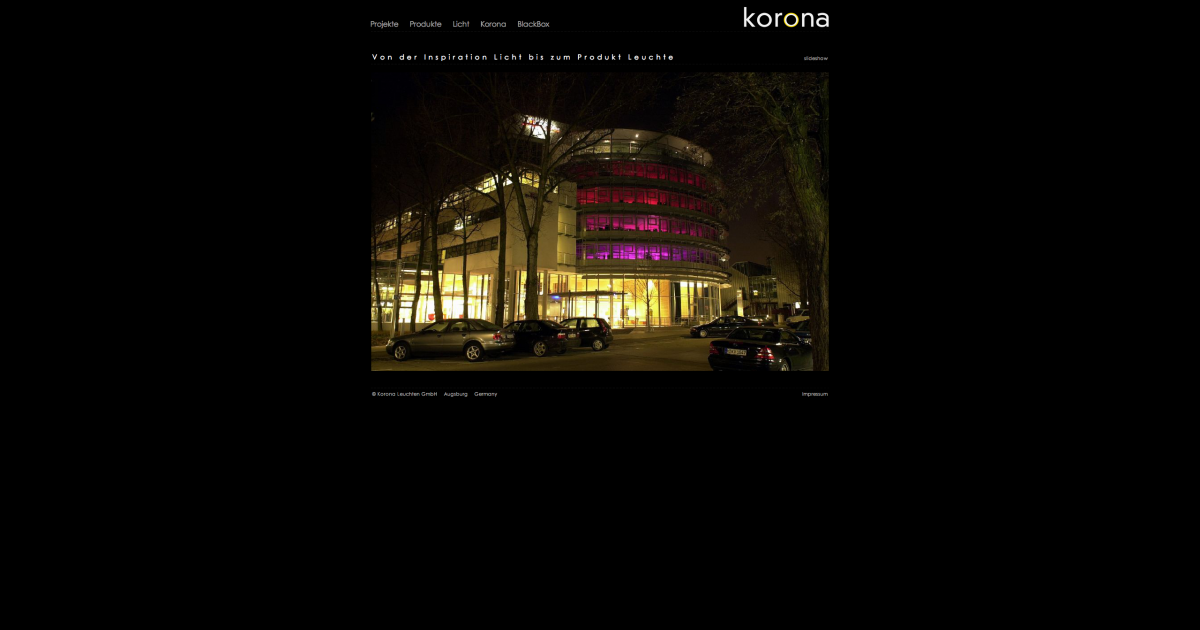 Projekte Produkte Licht Korona BlackBox
korona
Von der Inspiration Licht bis zum Produkt Leuchte
slideshow
© Korona Leuchten GmbH Augsburg Germany
Impressum